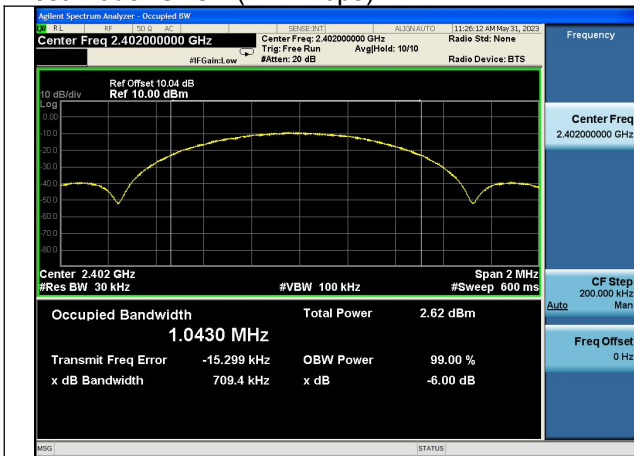 Agilent Spectrum Analyzer - Occupied BW
RL RF 50 Ω AC SENSE:INT ALIGN AUTO 11:26:12 AM May 31, 2023
Center Freq 2.402000000 GHz Center Freq: 2.402000000 GHz Radio Std: None Frequency
Trig: Free Run Avg|Hold: 10/10
#IFGain:Low #Atten: 20 dB Radio Device: BTS
Ref Offset 10.04 dB
10 dB/div Ref 10.00 dBm
Log
0.00
-10.0
-20.0
-30.0
-40.0
-50.0
-60.0
-70.0
-80.0
Center Freq
2.402000000 GHz
Center 2.402 GHz Span 2 MHz
#Res BW 30 kHz #VBW 100 kHz #Sweep 600 ms
CF Step
200.000 kHz
Auto Man
Occupied Bandwidth Total Power 2.62 dBm
1.0430 MHz
Freq Offset
0 Hz
Transmit Freq Error -15.299 kHz OBW Power 99.00 %
x dB Bandwidth 709.4 kHz x dB -6.00 dB
MSG STATUS